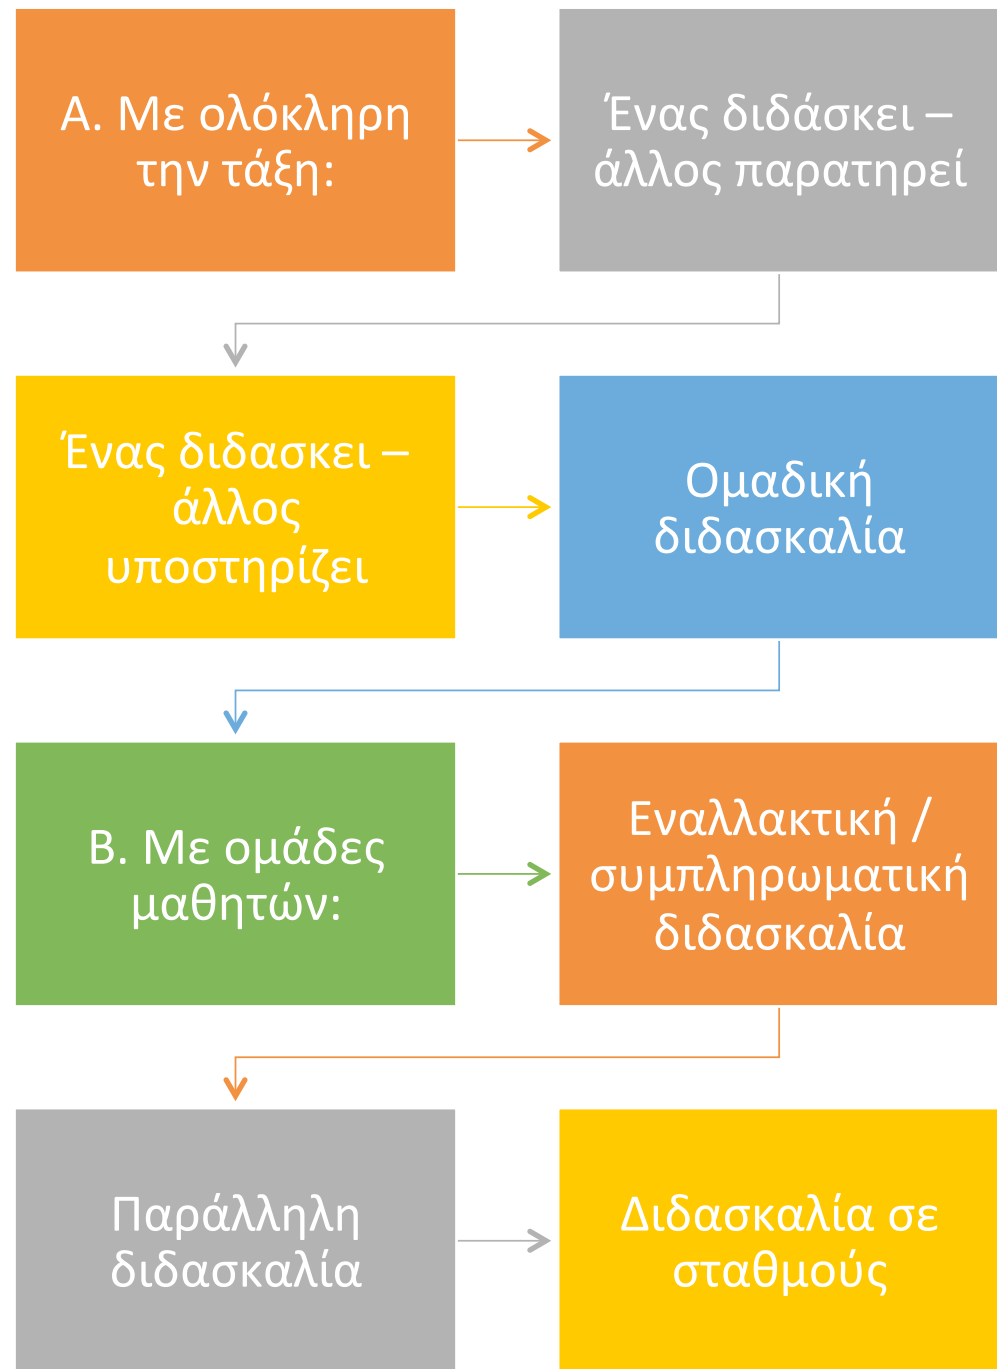 Α. Με ολόκληρη
την τάξη:
Ένας διδάσκει –
άλλος παρατηρεί
Ένας διδασκει –
άλλος
υποστηρίζει
Ομαδική
διδασκαλία
Β. Με ομάδες
μαθητών:
Εναλλακτική /
συμπληρωματική
διδασκαλία
Παράλληλη
διδασκαλία
Διδασκαλία σε
σταθμούς